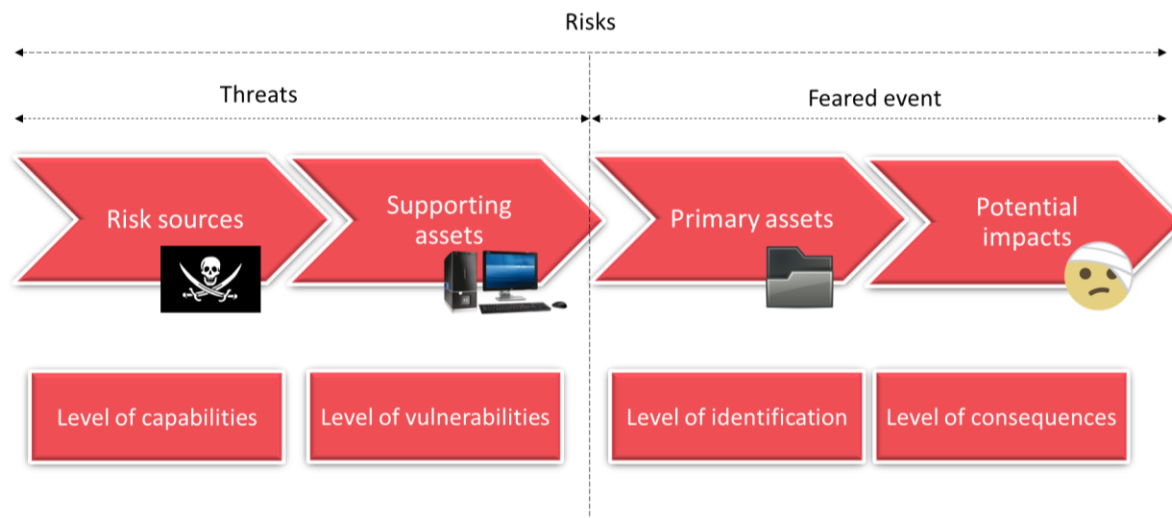 Risks
Threats
Feared event
Risk sources
Supporting
assets
Primary assets
Potential
impacts
Level of capabilities
Level of vulnerabilities
Level of identification
Level of consequences